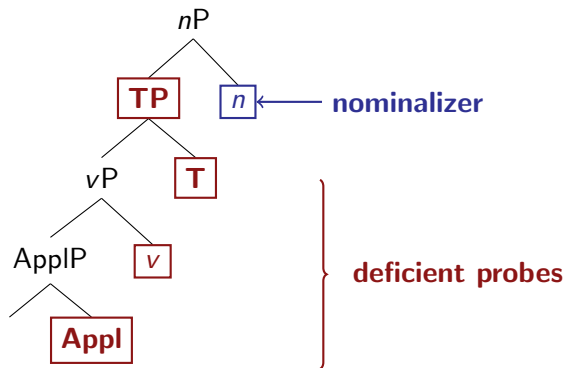 nP
TP n nominalizer
vP T
ApplP v deficient probes
Appl